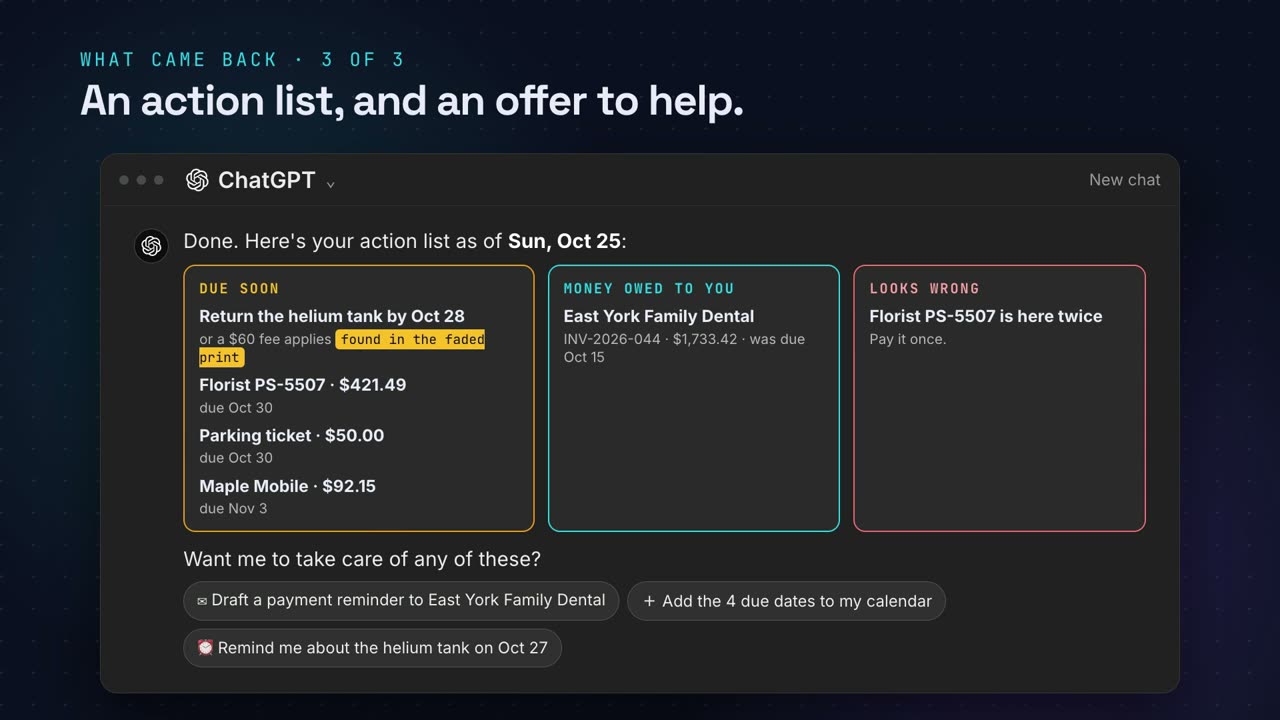 WHAT CAME BACK · 3 OF 3
An action list, and an offer to help.
ChatGPT
New chat
Done. Here's your action list as of Sun, Oct 25:
DUE SOON
Return the helium tank by Oct 28
or a $60 fee applies found in the faded
print
Florist PS-5507 · $421.49
due Oct 30
Parking ticket · $50.00
due Oct 30
Maple Mobile · $92.15
due Nov 3
MONEY OWED TO YOU
East York Family Dental
INV-2026-044 · $1,733.42 · was due
Oct 15
LOOKS WRONG
Florist PS-5507 is here twice
Pay it once.
Want me to take care of any of these?
✉ Draft a payment reminder to East York Family Dental
+ Add the 4 due dates to my calendar
⏰ Remind me about the helium tank on Oct 27